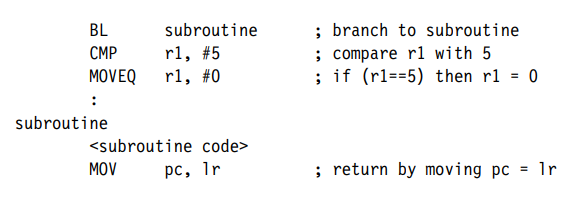 BL subroutine ; branch to subroutine
CMP r1, #5 ; compare r1 with 5
MOVEQ r1, #0 ; if (r1==5) then r1 = 0
:
subroutine
<subroutine code>
MOV pc, lr ; return by moving pc = lr